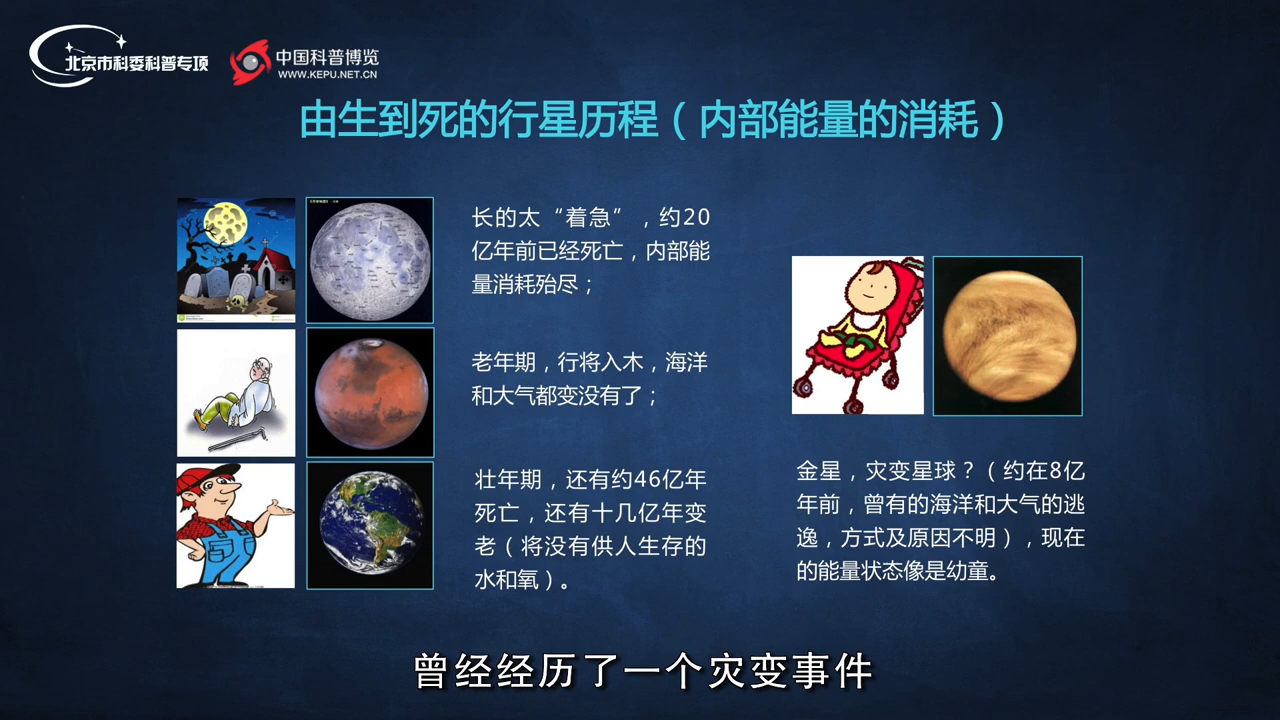 北京市科委科普专项
中国科普博览
WWW.KEPU.NET.CN
由生到死的行星历程（内部能量的消耗）
长的太“着急”，约20
亿年前已经死亡，内部能
量消耗殆尽；
老年期，行将入木，海洋
和大气都变没有了；
壮年期，还有约46亿年
死亡，还有十几亿年变
老（将没有供人生存的
水和氧）。
金星，灾变星球？（约在8亿
年前，曾有的海洋和大气的逃
逸，方式及原因不明），现在
的能量状态像是幼童。
曾经经历了一个灾变事件